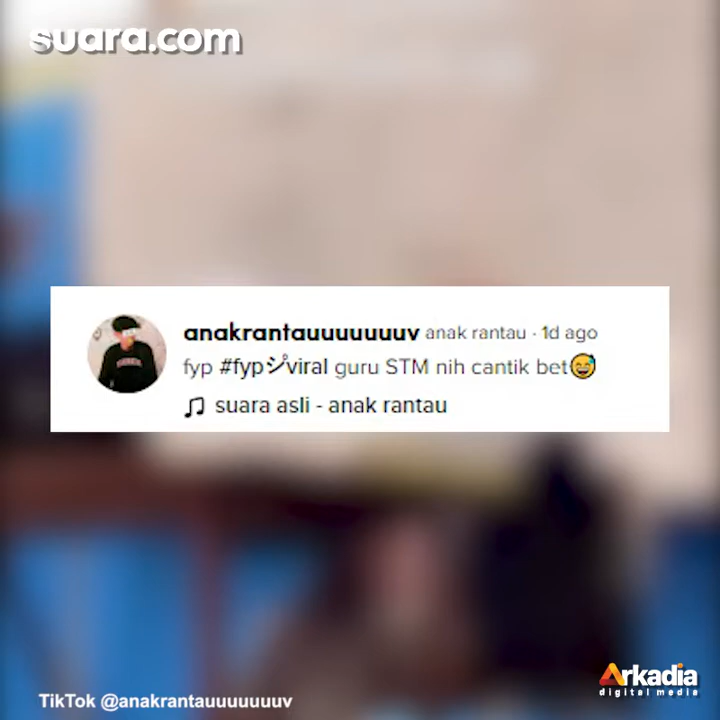 suara.com
anakrantauuuuuuuv anak rantau · 1d ago
fyp #fypシviral guru STM nih cantik bet😅
♫ suara asli - anak rantau
TikTok @anakrantauuuuuuuv
Arkadia
digital media